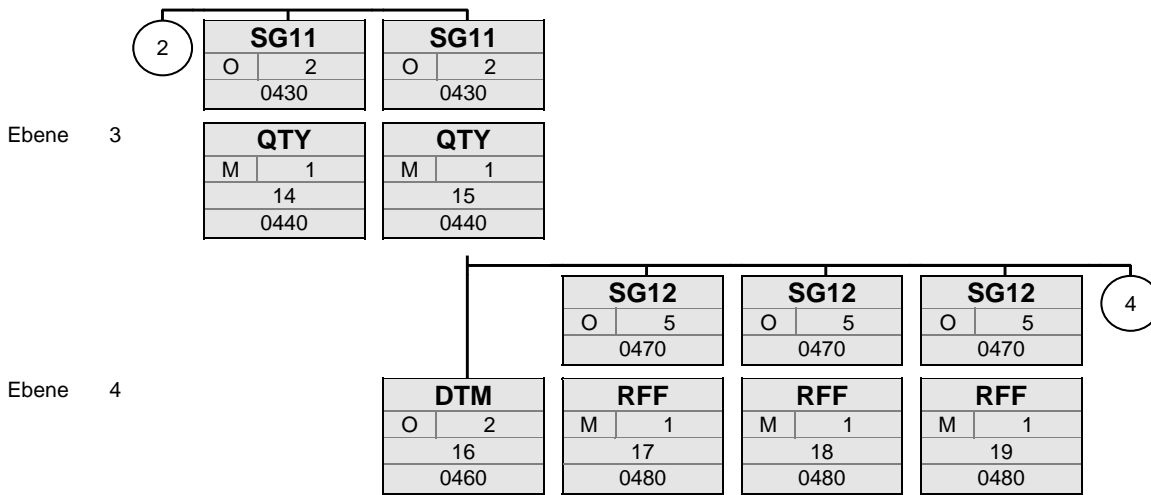 2
SG11 SG11
O 2 O 2
0430 0430
Ebene 3
QTY QTY
M 1 M 1
14 15
0440 0440
SG12 SG12 SG12
4
O 5 O 5 O 5
0470 0470 0470
Ebene 4
DTM RFF RFF RFF
O 2 M 1 M 1 M 1
16 17 18 19
0460 0480 0480 0480